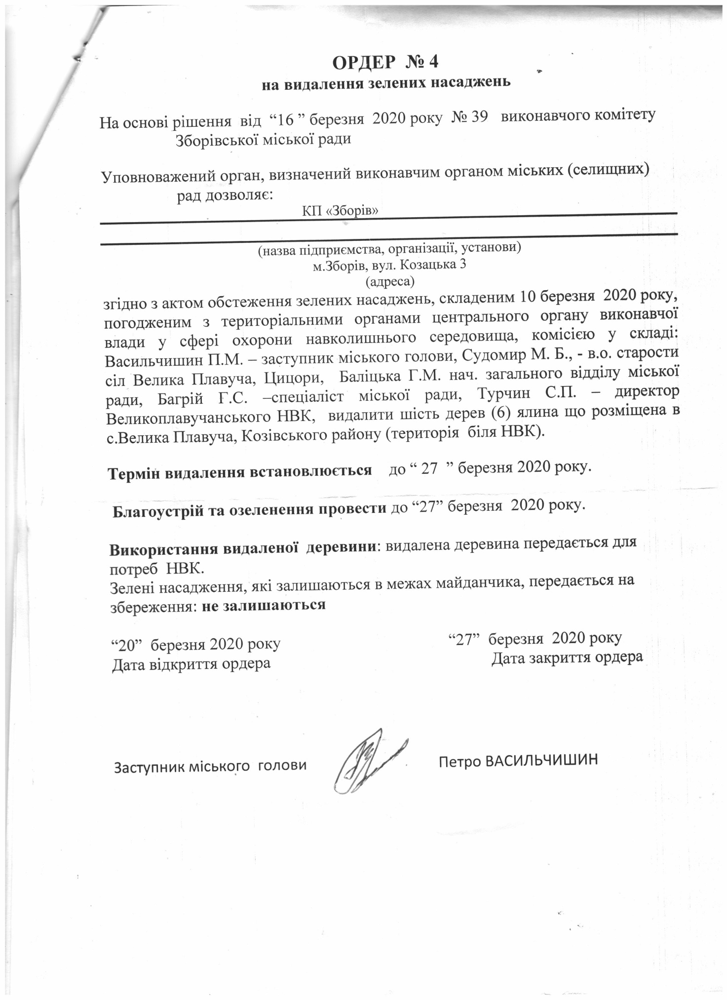 ОРДЕР № 4
на видалення зелених насаджень
На основі рішення від “16 ” березня 2020 року № 39 виконавчого комітету
Зборівської міської ради
Уповноважений орган, визначений виконавчим органом міських (селищних)
рад дозволяє:
КП «Зборів»
(назва підприємства, організації, установи)
м.Зборів, вул. Козацька 3
(адреса)
згідно з актом обстеження зелених насаджень, складеним 10 березня 2020 року,
погодженим з територіальними органами центрального органу виконавчої
влади у сфері охорони навколишнього середовища, комісією у складі:
Васильчишин П.М. – заступник міського голови, Судомир М. Б., - в.о. старости
сіл Велика Плавуча, Цицори, Баліцька Г.М. нач. загального відділу міської
ради, Багрій Г.С. –спеціаліст міської ради, Турчин С.П. – директор
Великоплавучанського НВК, видалити шість дерев (6) ялина що розміщена в
с.Велика Плавуча, Козівського району (територія біля НВК).
Термін видалення встановлюється до “ 27 ” березня 2020 року.
Благоустрій та озеленення провести до “27” березня 2020 року.
Використання видаленої деревини: видалена деревина передається для
потреб НВК.
Зелені насадження, які залишаються в межах майданчика, передається на
збереження: не залишаються
“20” березня 2020 року “27” березня 2020 року
Дата відкриття ордера Дата закриття ордера
Заступник міського голови Петро ВАСИЛЬЧИШИН